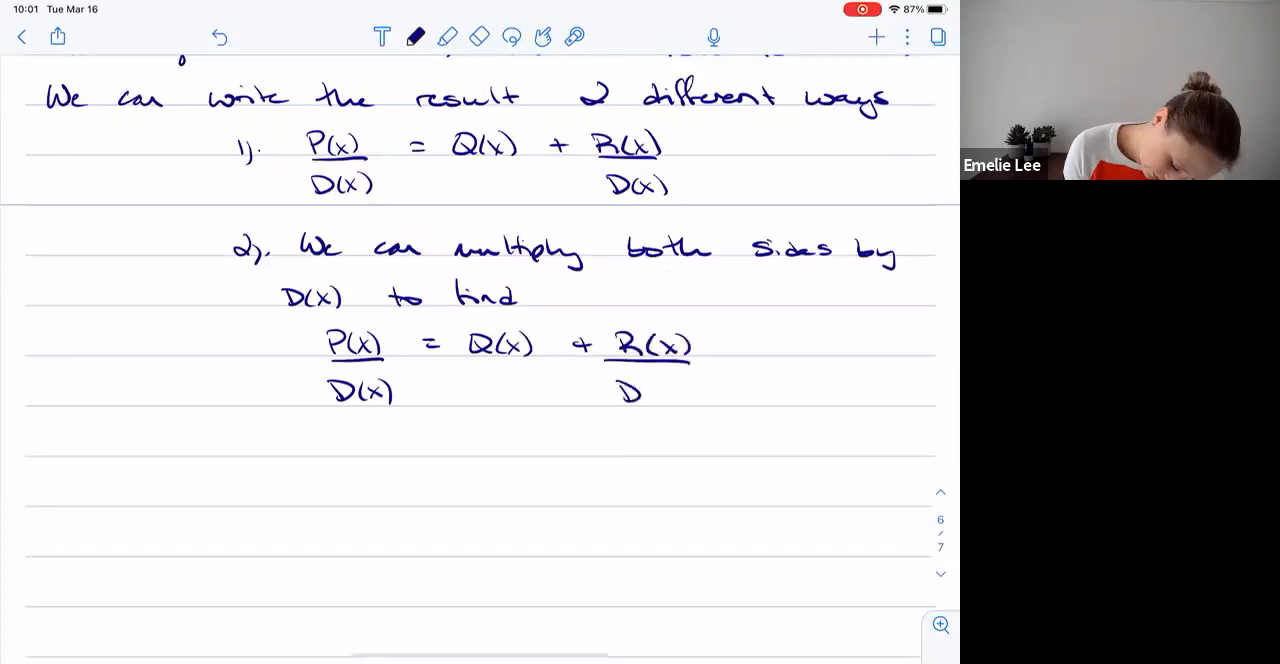 10:01 Tue Mar 16
87%
We can write the result 2 different ways
1). P(x) = Q(x) + R(x)
D(x) D(x)
2). We can multiply both sides by
D(x) to find
P(x) = Q(x) + R(x)
D(x) D
6
/
7
Emelie Lee